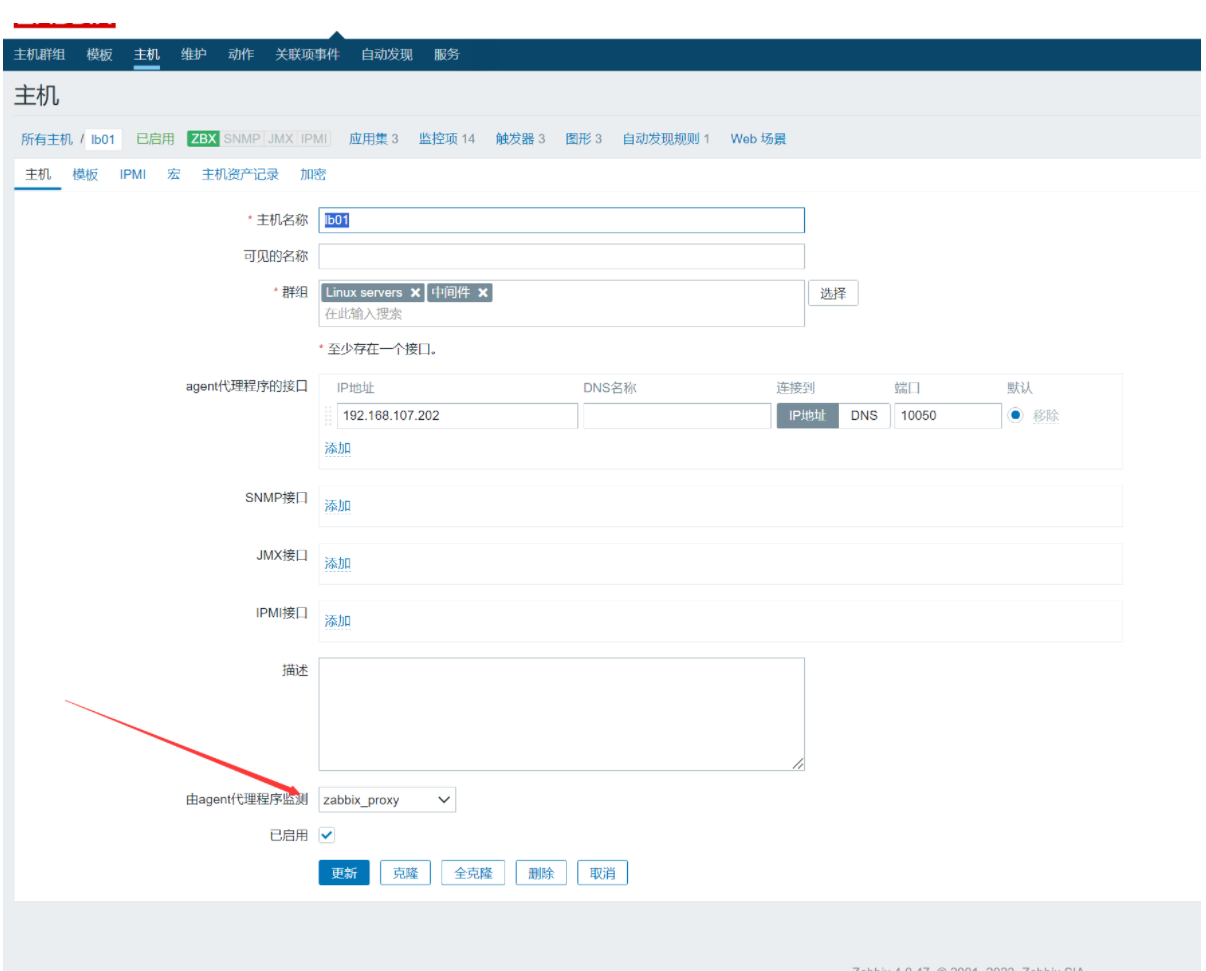 主机群组 模板 主机 维护 动作 关联项事件 自动发现 服务
主机
所有主机 / lb01 已启用 ZBX SNMP JMX IPMI 应用集 3 监控项 14 触发器 3 图形 3 自动发现规则 1 Web 场景
主机 模板 IPMI 宏 主机资产记录 加密
* 主机名称 lb01
可见的名称
* 群组 Linux servers 中间件 选择
在此输入搜索
* 至少存在一个接口。
agent代理程序的接口 IP地址 DNS名称 连接到 端口 默认
192.168.107.202 IP地址 DNS 10050 移除
添加
SNMP接口 添加
JMX接口 添加
IPMI接口 添加
描述
由agent代理程序监测 zabbix_proxy
已启用
更新 克隆 全克隆 删除 取消